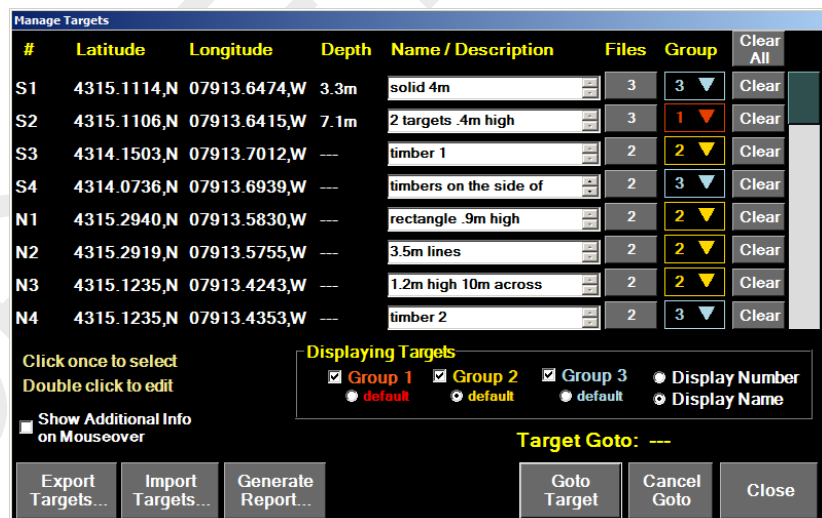 Manage Targets
# Latitude Longitude Depth Name / Description Files Group Clear All
S1 4315.1114,N 07913.6474,W 3.3m solid 4m 3 3 Clear
S2 4315.1106,N 07913.6415,W 7.1m 2 targets .4m high 3 1 Clear
S3 4314.1503,N 07913.7012,W --- timber 1 2 2 Clear
S4 4314.0736,N 07913.6939,W --- timbers on the side of 2 3 Clear
N1 4315.2940,N 07913.5830,W --- rectangle .9m high 2 2 Clear
N2 4315.2919,N 07913.5755,W --- 3.5m lines 2 2 Clear
N3 4315.1235,N 07913.4243,W --- 1.2m high 10m across 2 2 Clear
N4 4315.1235,N 07913.4353,W --- timber 2 2 3 Clear
Click once to select
Double click to edit
Show Additional Info
on Mouseover
Displaying Targets
Group 1 Group 2 Group 3 Display Number
default default default Display Name
Target Goto: ---
Export Targets...
Import Targets...
Generate Report...
Goto Target
Cancel Goto
Close